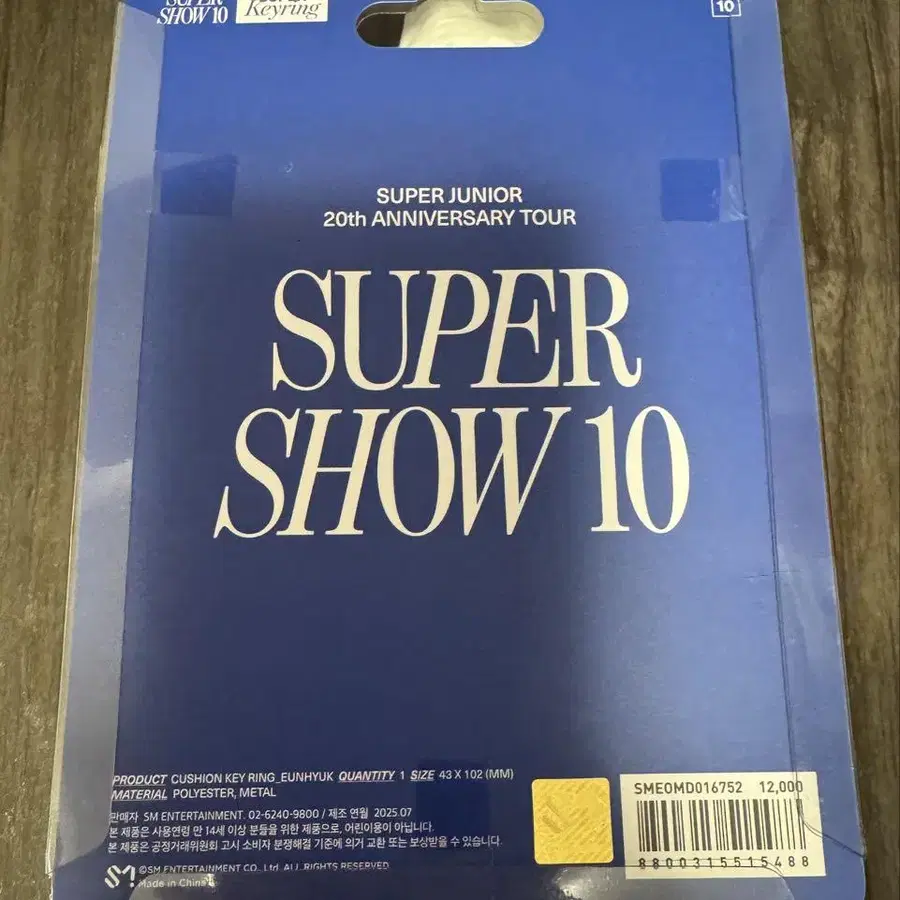 SUPER
SHOW 10
Keyring
10
SUPER JUNIOR
20th ANNIVERSARY TOUR
SUPER
SHOW 10
PRODUCT CUSHION KEY RING_EUNHYUK QUANTITY 1 SIZE 43 X 102 (MM)
MATERIAL POLYESTER, METAL
판매자 SM ENTERTAINMENT. 02-6240-9800 / 제조 연월 2025.07
본 제품은 사용연령 만 14세 이상 분들을 위한 제품으로, 어린이용이 아닙니다.
본 제품은 공정거래위원회 고시 소비자 분쟁해결 기준에 의거 교환 또는 보상받을 수 있습니다.
SM
©SM ENTERTAINMENT CO., Ltd. ALL RIGHTS RESERVED.
Made in China
SMEOMD016752 12,000
8800315515488